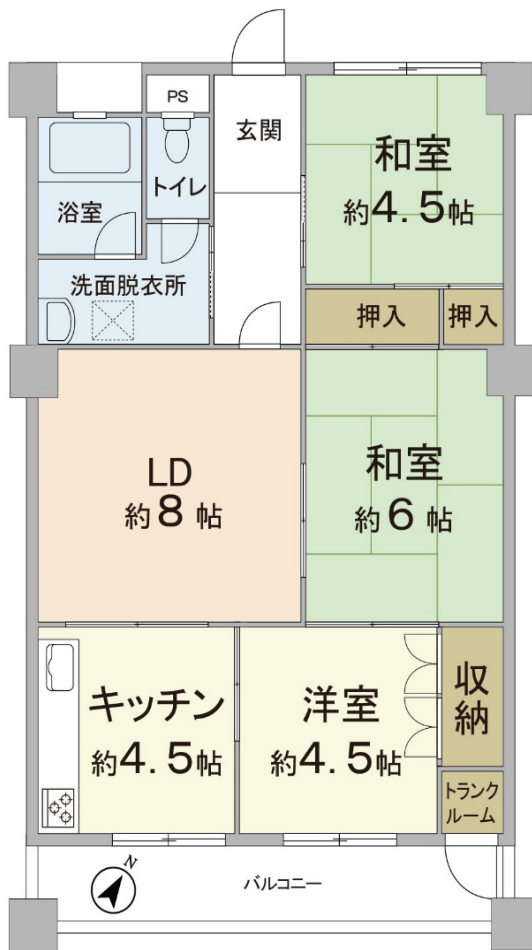 PS
玄関
和室
約4.5帖
トイレ
浴室
洗面脱衣所
押入
押入
LD
約8帖
和室
約6帖
キッチン
約4.5帖
洋室
約4.5帖
収納
トランク
ルーム
バルコニー
N